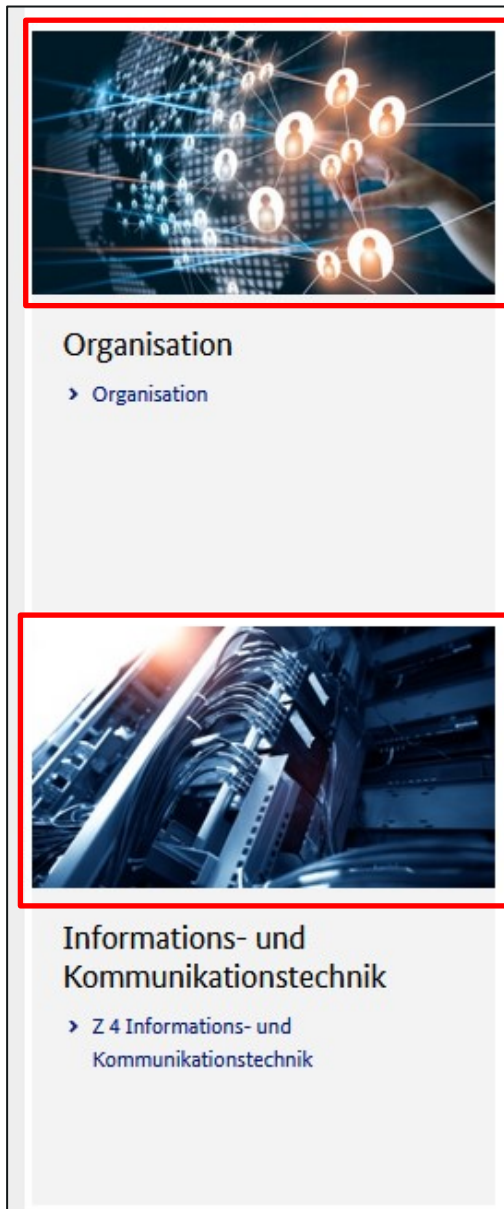 Organisation
Organisation
Informations- und
Kommunikationstechnik
Z 4 Informations- und
Kommunikationstechnik